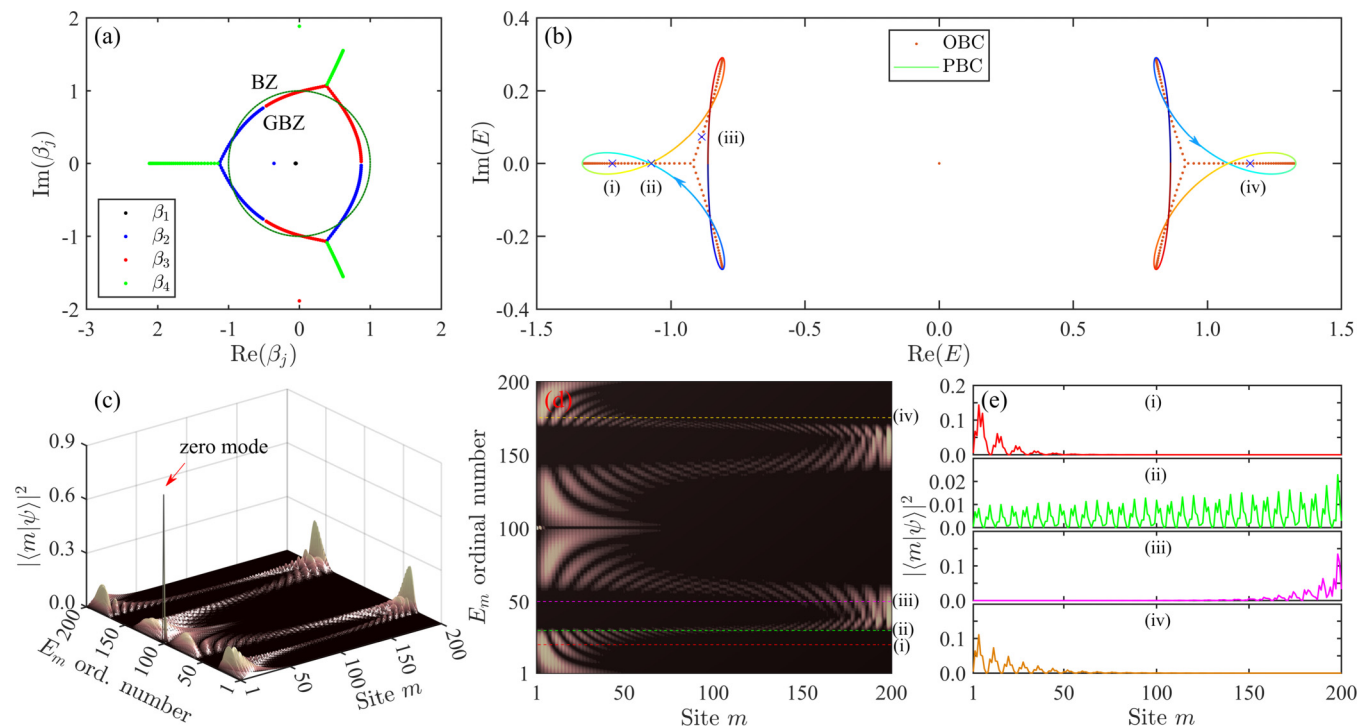 (a)
BZ
GBZ
β₁
β₂
β₃
β₄
Im(β_j)
2
1
0
-1
-2
-3 -2 -1 0 1 2
Re(β_j)
(b)
OBC
PBC
(i)
(ii)
(iii)
(iv)
Im(E)
0.4
0.2
0.0
-0.2
-0.4
-1.5 -1.0 -0.5 0.0 0.5 1.0 1.5
Re(E)
(c)
zero mode
|⟨m|ψ⟩|²
0.9
0.6
0.3
0.0
200 150 100 50 1
E_m ord. number
1 50 100 150 200
Site m
(d)
E_m ordinal number
200
150
100
50
1
(iv)
(iii)
(ii)
(i)
1 50 100 150 200
Site m
(e)
|⟨m|ψ⟩|²
(i)
0.2
0.1
0.0
(ii)
0.02
0.01
0.0
(iii)
0.1
0.0
(iv)
0.1
0.0
1 50 100 150 200
Site m